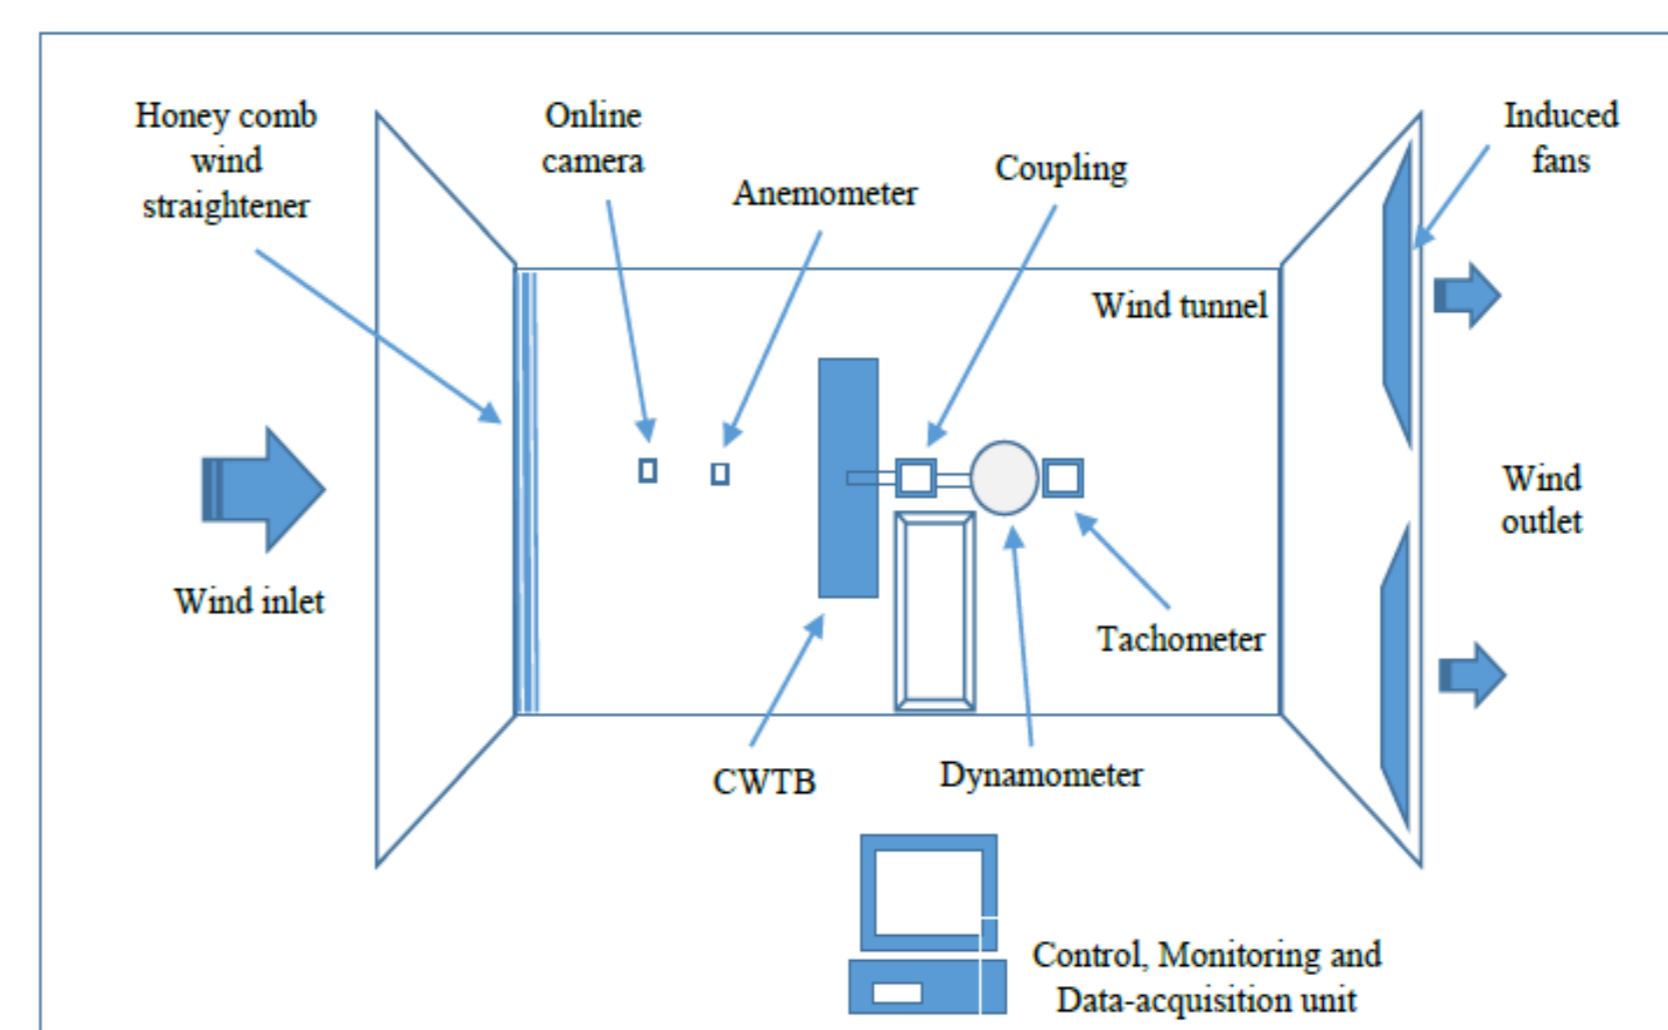 Honey comb
wind
straightener
Online
camera
Anemometer
Coupling
Induced
fans
Wind tunnel
Wind inlet
Wind
outlet
Tachometer
CWTB
Dynamometer
Control, Monitoring and
Data-acquisition unit